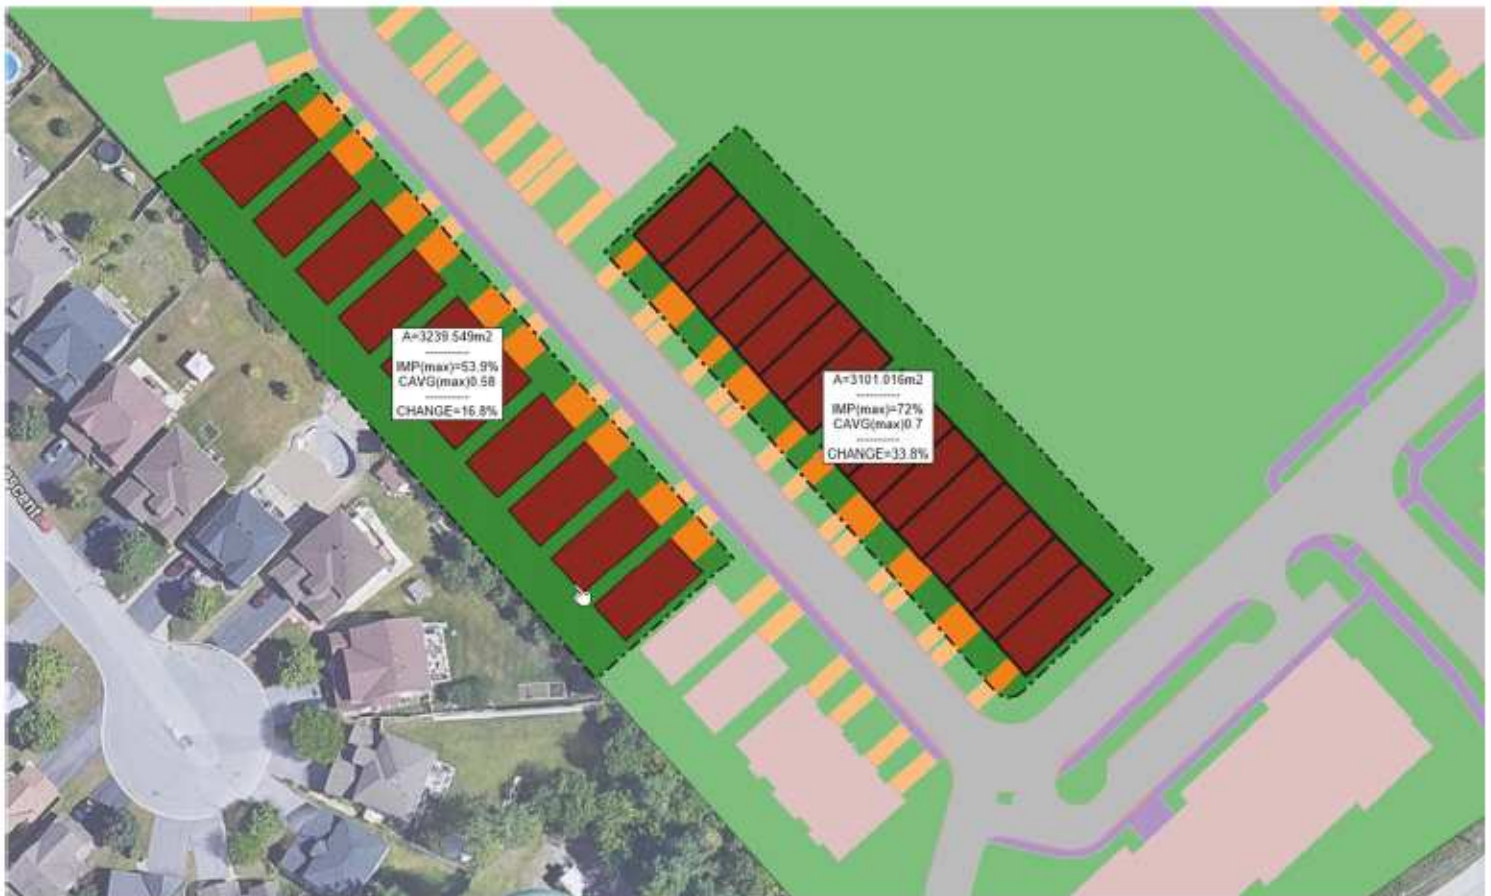 A=3239.549m2
----------
IMP(max)=53.9%
CAVG(max)0.58
----------
CHANGE=16.8%
A=3101.016m2
----------
IMP(max)=72%
CAVG(max)0.7
----------
CHANGE=33.8%